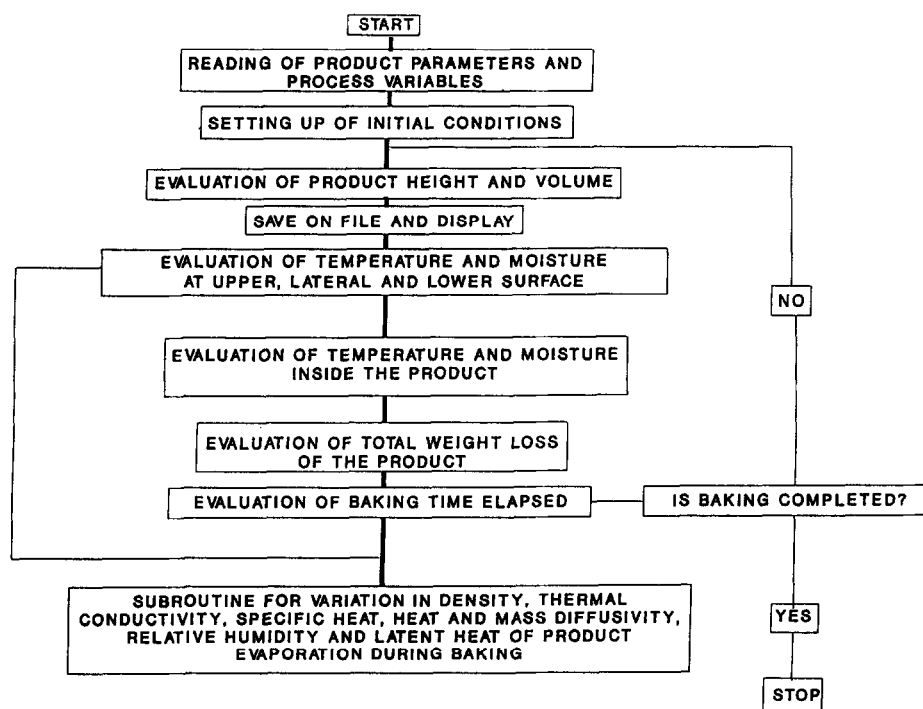 START
READING OF PRODUCT PARAMETERS AND
PROCESS VARIABLES
SETTING UP OF INITIAL CONDITIONS
EVALUATION OF PRODUCT HEIGHT AND VOLUME
SAVE ON FILE AND DISPLAY
EVALUATION OF TEMPERATURE AND MOISTURE
AT UPPER, LATERAL AND LOWER SURFACE
NO
EVALUATION OF TEMPERATURE AND MOISTURE
INSIDE THE PRODUCT
EVALUATION OF TOTAL WEIGHT LOSS
OF THE PRODUCT
EVALUATION OF BAKING TIME ELAPSED
IS BAKING COMPLETED?
SUBROUTINE FOR VARIATION IN DENSITY, THERMAL
CONDUCTIVITY, SPECIFIC HEAT, HEAT AND MASS DIFFUSIVITY,
RELATIVE HUMIDITY AND LATENT HEAT OF PRODUCT
EVAPORATION DURING BAKING
YES
STOP